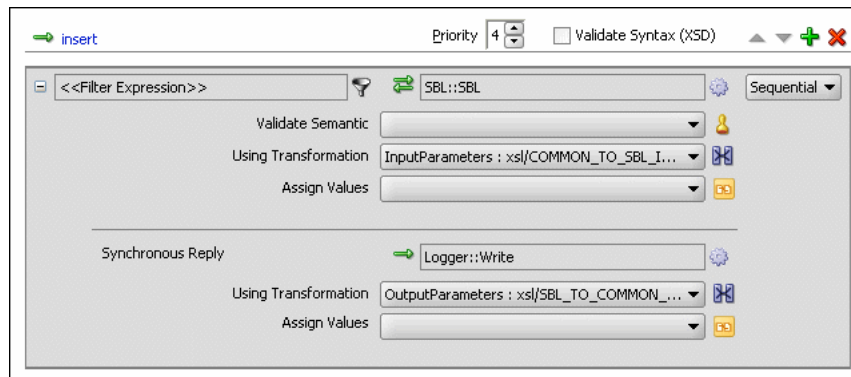 insert Priority 4 Validate Syntax (XSD)
<<Filter Expression>> SBL::SBL Sequential
Validate Semantic
Using Transformation InputParameters : xsl/COMMON_TO_SBL_I...
Assign Values
Synchronous Reply Logger::Write
Using Transformation OutputParameters : xsl/SBL_TO_COMMON_...
Assign Values